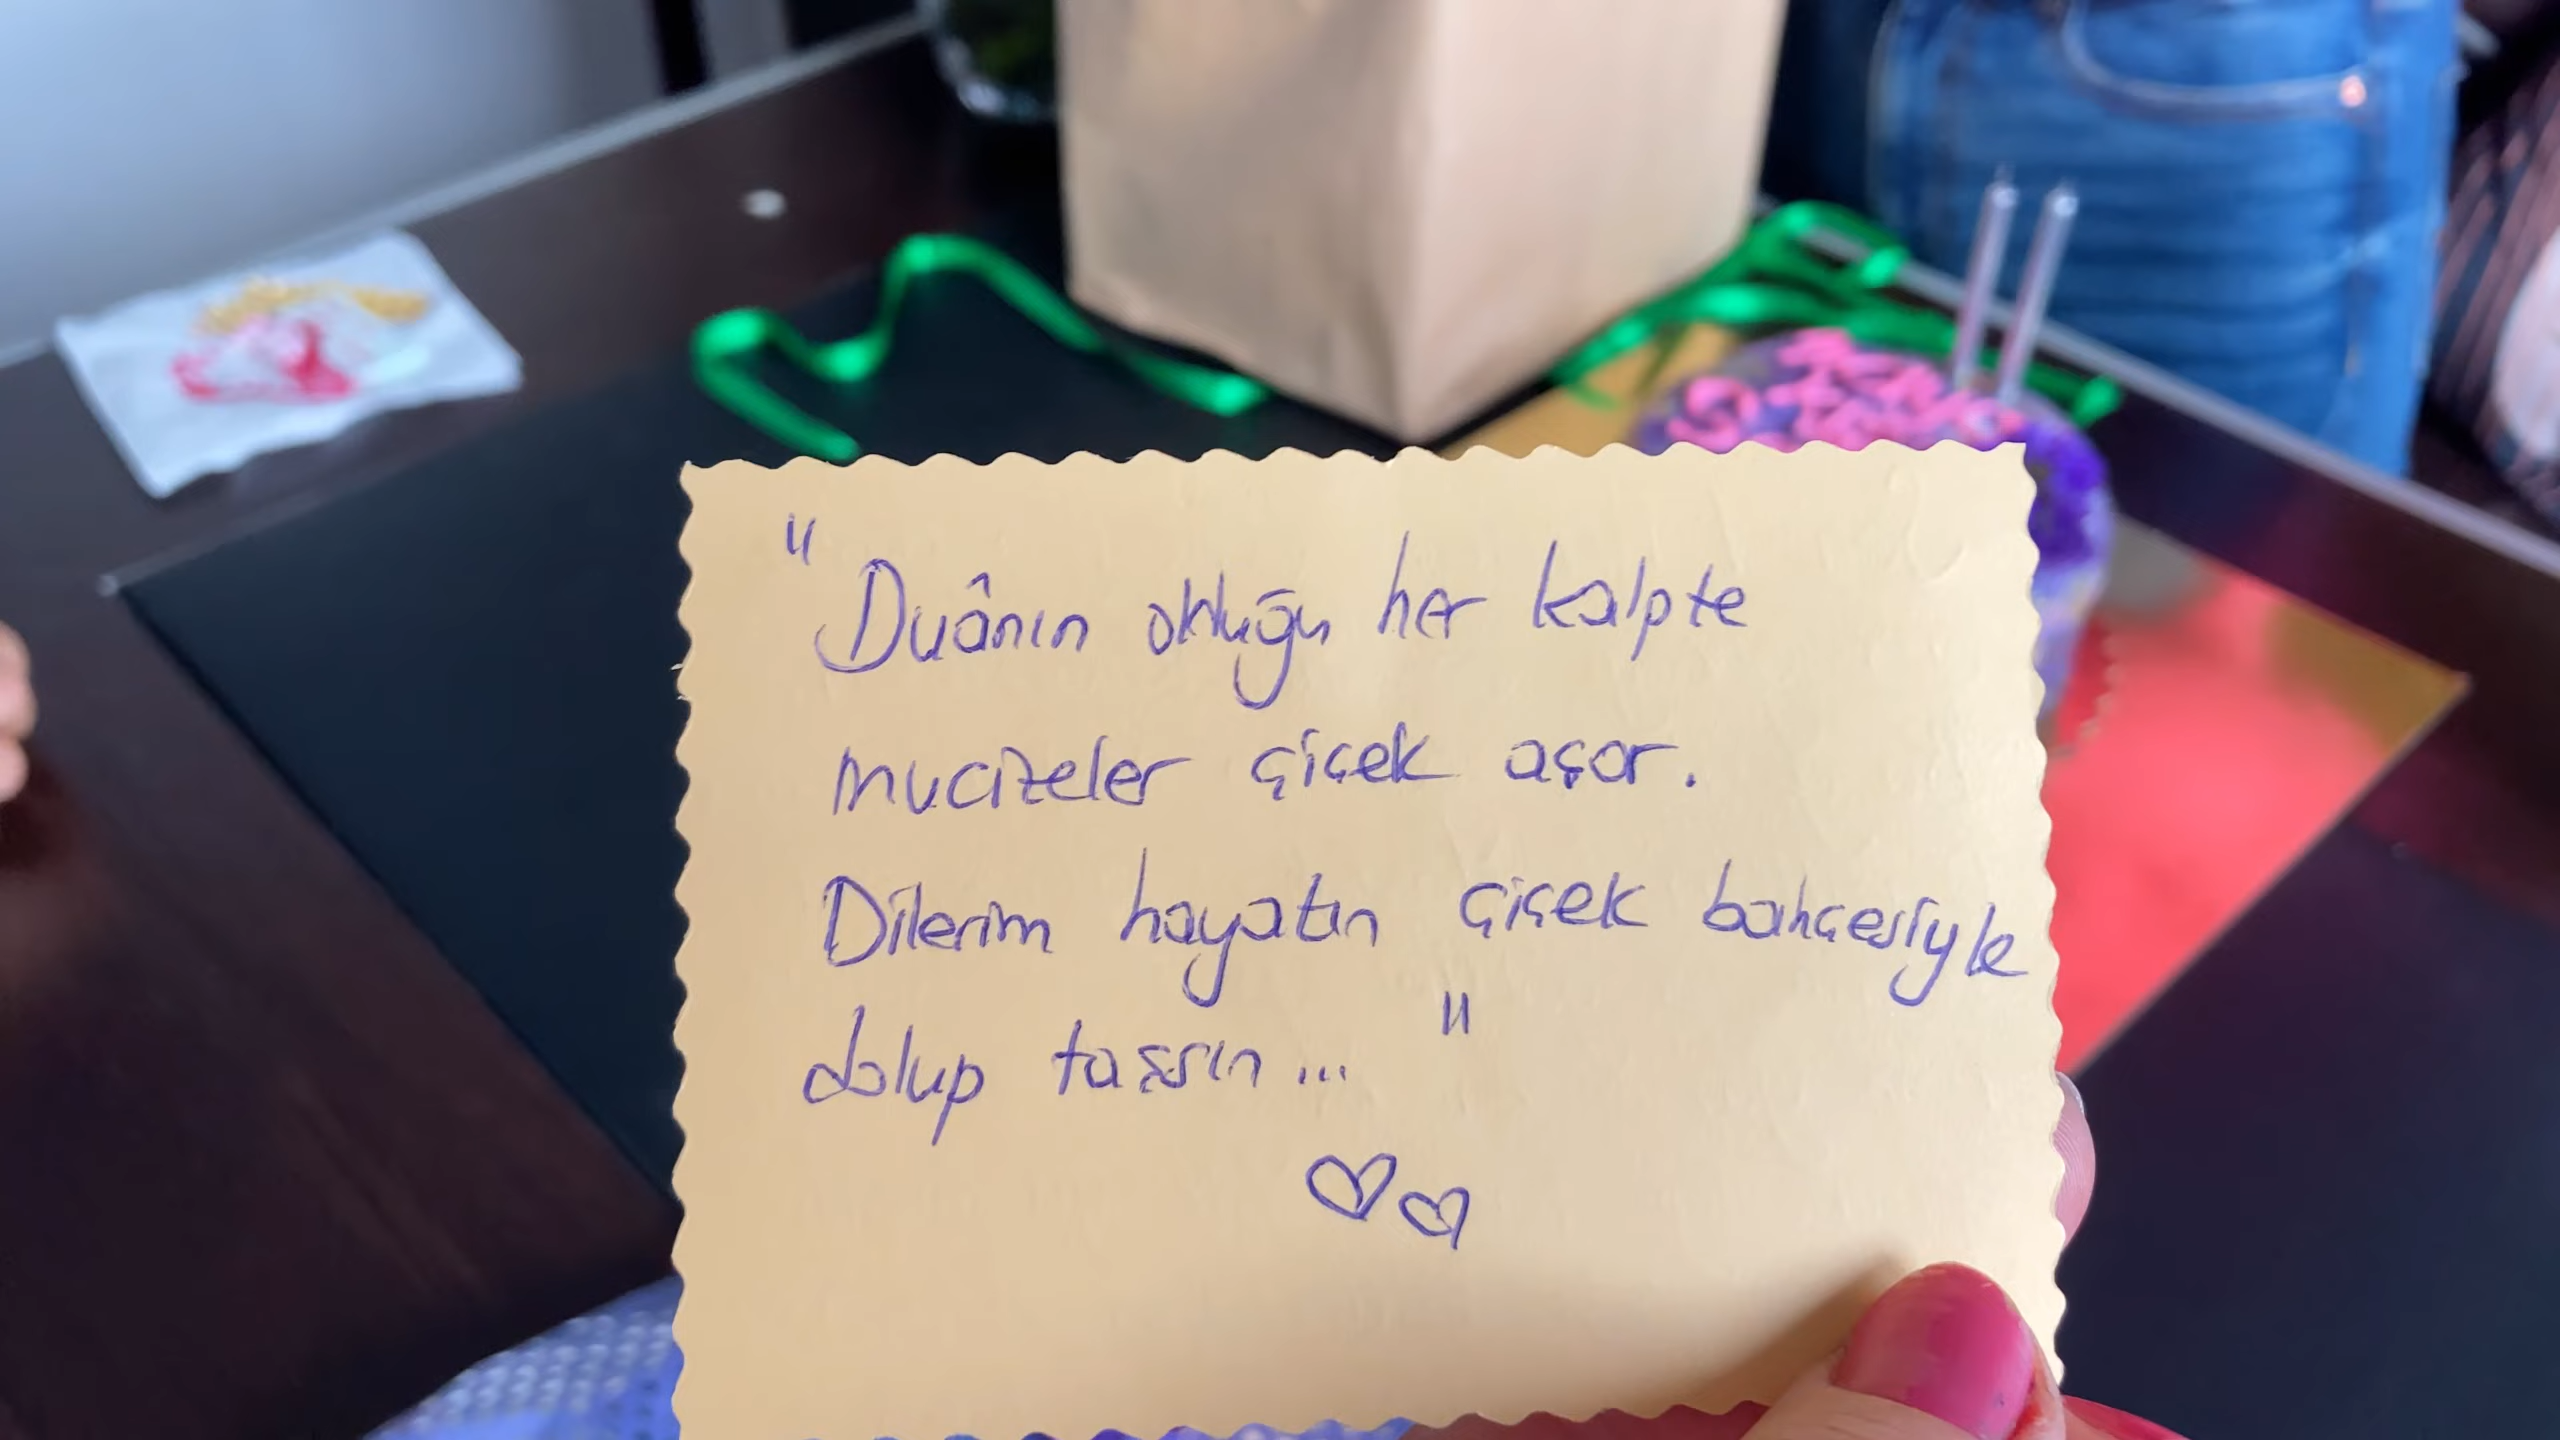 "Duânın olduğu her kalpte
mucizeler çiçek açar.
Dilerim hayatın çiçek bahçesiyle
dolup taşsın... "
♡♡